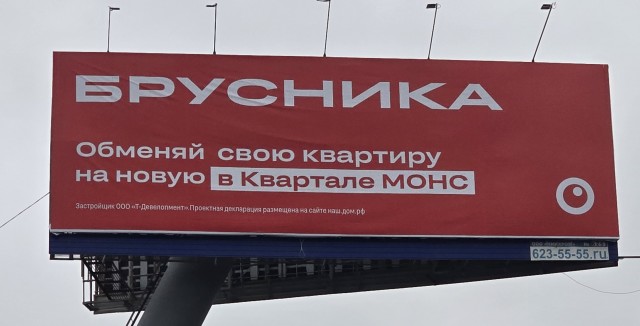 БРУСНИКА
Обменяй свою квартиру
на новую в Квартале МОНС
Застройщик ООО «Т-Девелопмент». Проектная декларация размещена на сайте наш.дом.рф
623-55-55.ru